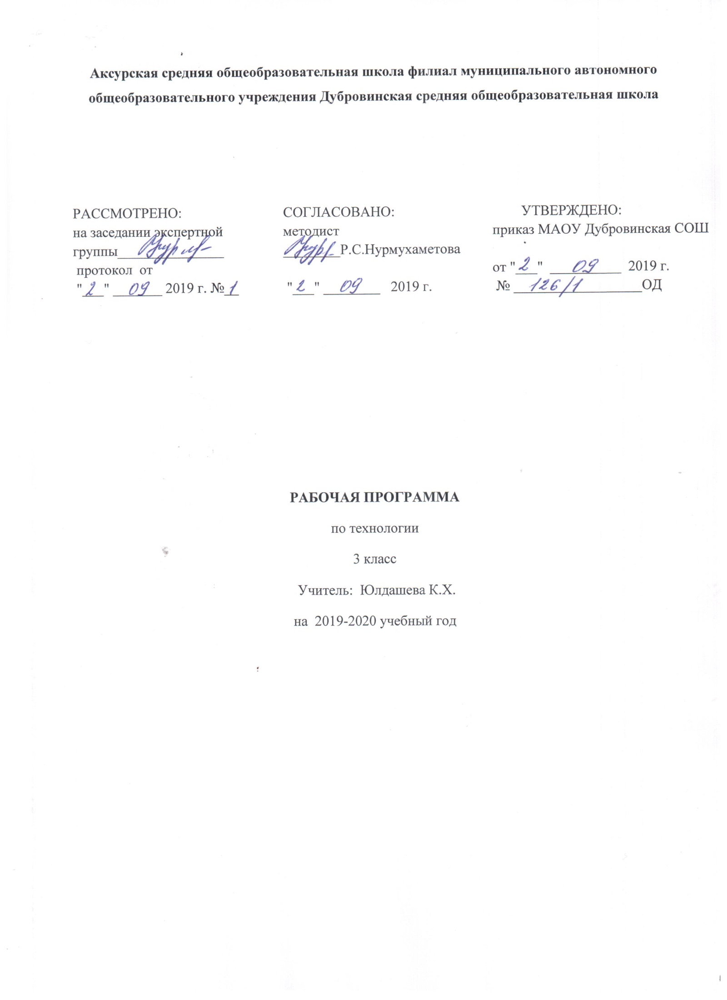 Аксурская средняя общеобразовательная школа филиал муниципального автономного
общеобразовательного учреждения Дубровинская средняя общеобразовательная школа
РАССМОТРЕНО:
на заседании экспертной
группы_______________
протокол от
"2" 09 2019 г. №1
СОГЛАСОВАНО:
методист
________Р.С.Нурмухаметова
"2" 09 2019 г.
УТВЕРЖДЕНО:
приказ МАОУ Дубровинская СОШ
от "2" 09 2019 г.
№ 126/1 ОД
РАБОЧАЯ ПРОГРАММА
по технологии
3 класс
Учитель: Юлдашева К.Х.
на 2019-2020 учебный год